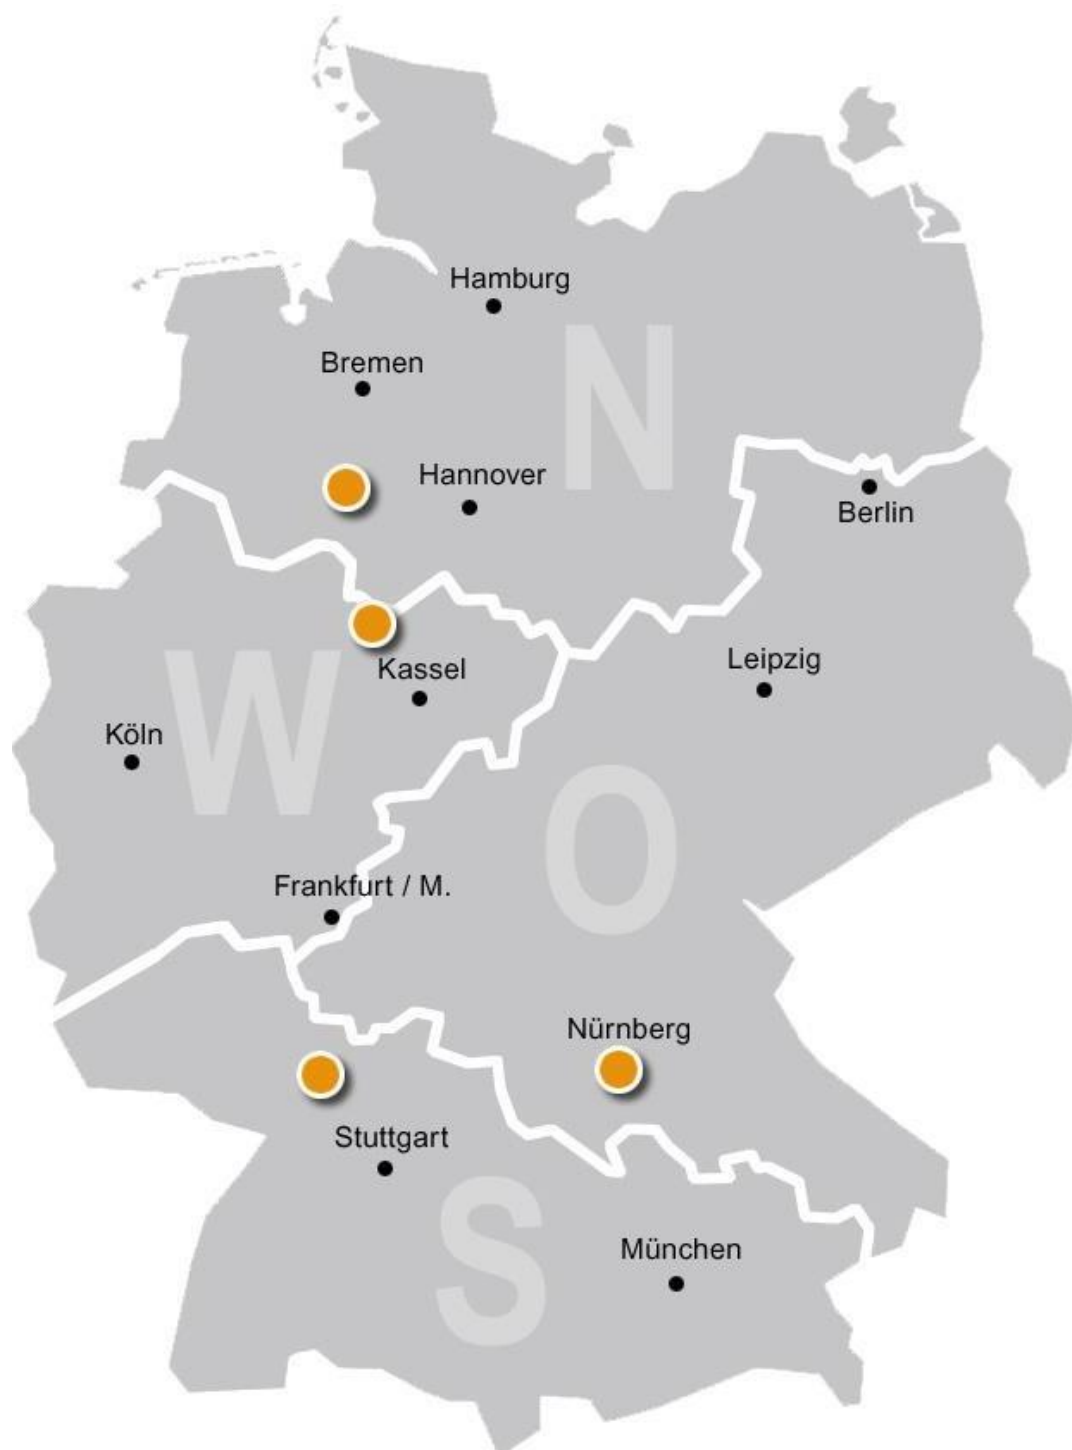 Hamburg
N
Bremen
Hannover
Berlin
W
Kassel
Leipzig
Köln
O
Frankfurt / M.
Nürnberg
Stuttgart
S
München